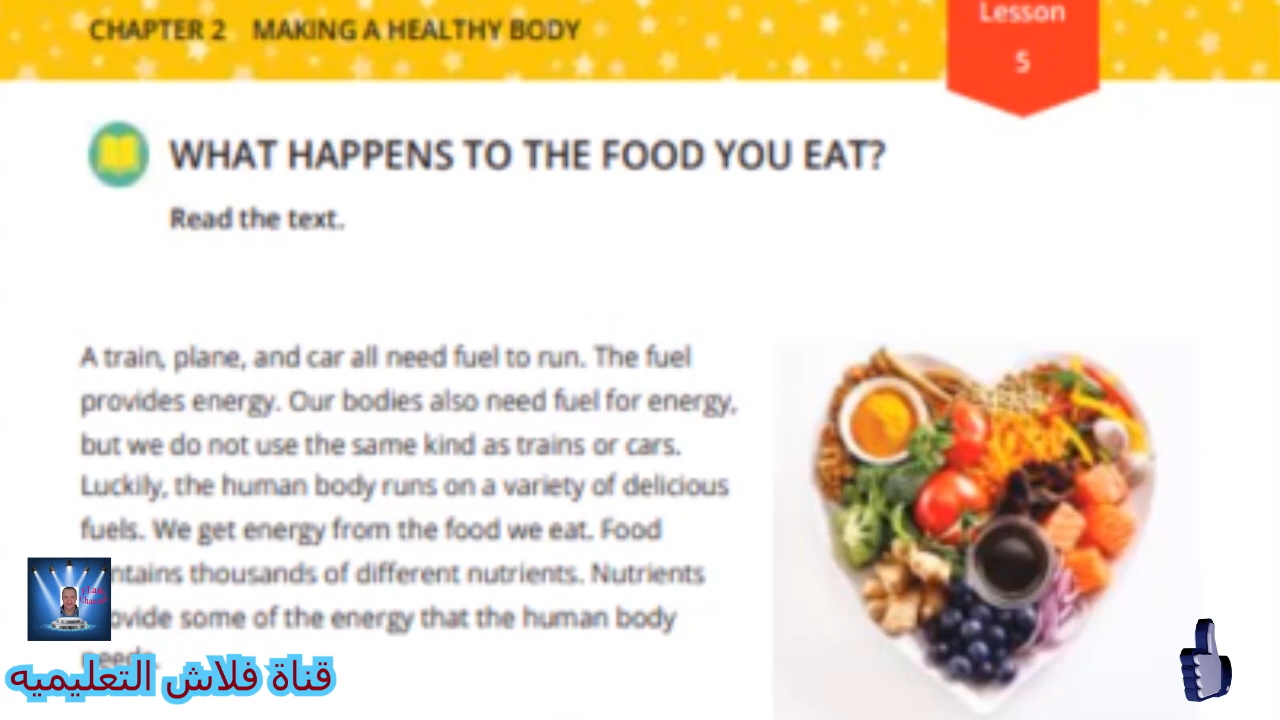 CHAPTER 2 MAKING A HEALTHY BODY
Lesson
5
WHAT HAPPENS TO THE FOOD YOU EAT?
Read the text.
A train, plane, and car all need fuel to run. The fuel
provides energy. Our bodies also need fuel for energy,
but we do not use the same kind as trains or cars.
Luckily, the human body runs on a variety of delicious
fuels. We get energy from the food we eat. Food
ntains thousands of different nutrients. Nutrients
ovide some of the energy that the human body
needs.
قناة فلاش التعليميه